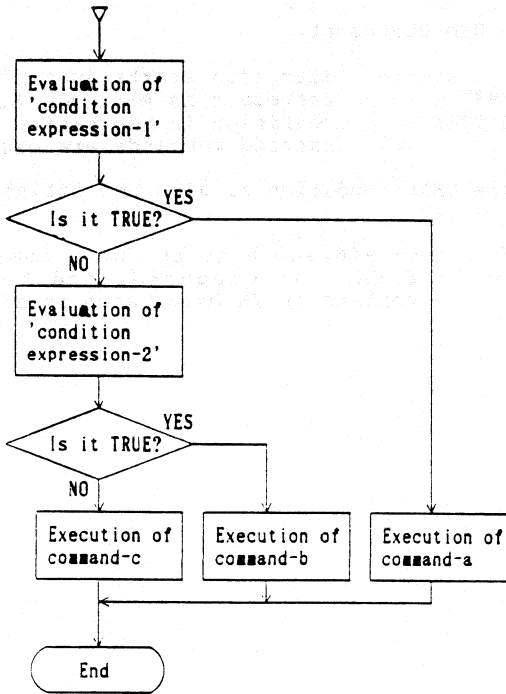 Evaluation of
'condition
expression-1'
YES
Is it TRUE?
NO
Evaluation of
'condition
expression-2'
YES
Is it TRUE?
NO
Execution of
command-c
Execution of
command-b
Execution of
command-a
End